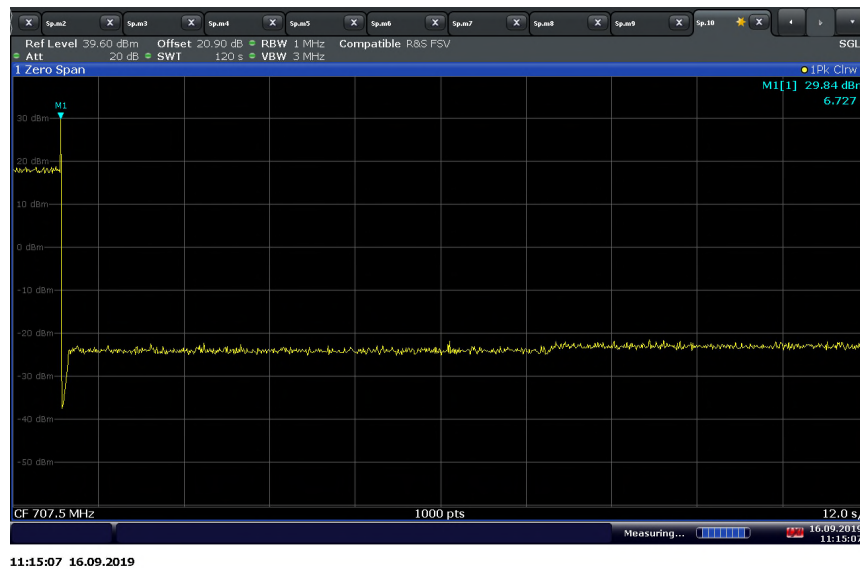 Sp.m2 X Sp.m3 X Sp.m4 X Sp.m5 X Sp.m6 X Sp.m7 X Sp.m8 X Sp.m9 X Sp.10 X
Ref Level 39.60 dBm Offset 20.90 dB RBW 1 MHz Compatible R&S FSV SGL
Att 20 dB SWT 120 s VBW 3 MHz
1 Zero Span 1Pk Clrw
M1[1] 29.84 dBm
6.727
M1
30 dBm
20 dBm
10 dBm
0 dBm
-10 dBm
-20 dBm
-30 dBm
-40 dBm
-50 dBm
CF 707.5 MHz 1000 pts 12.0 s/
Measuring... 16.09.2019
11:15:07
11:15:07 16.09.2019